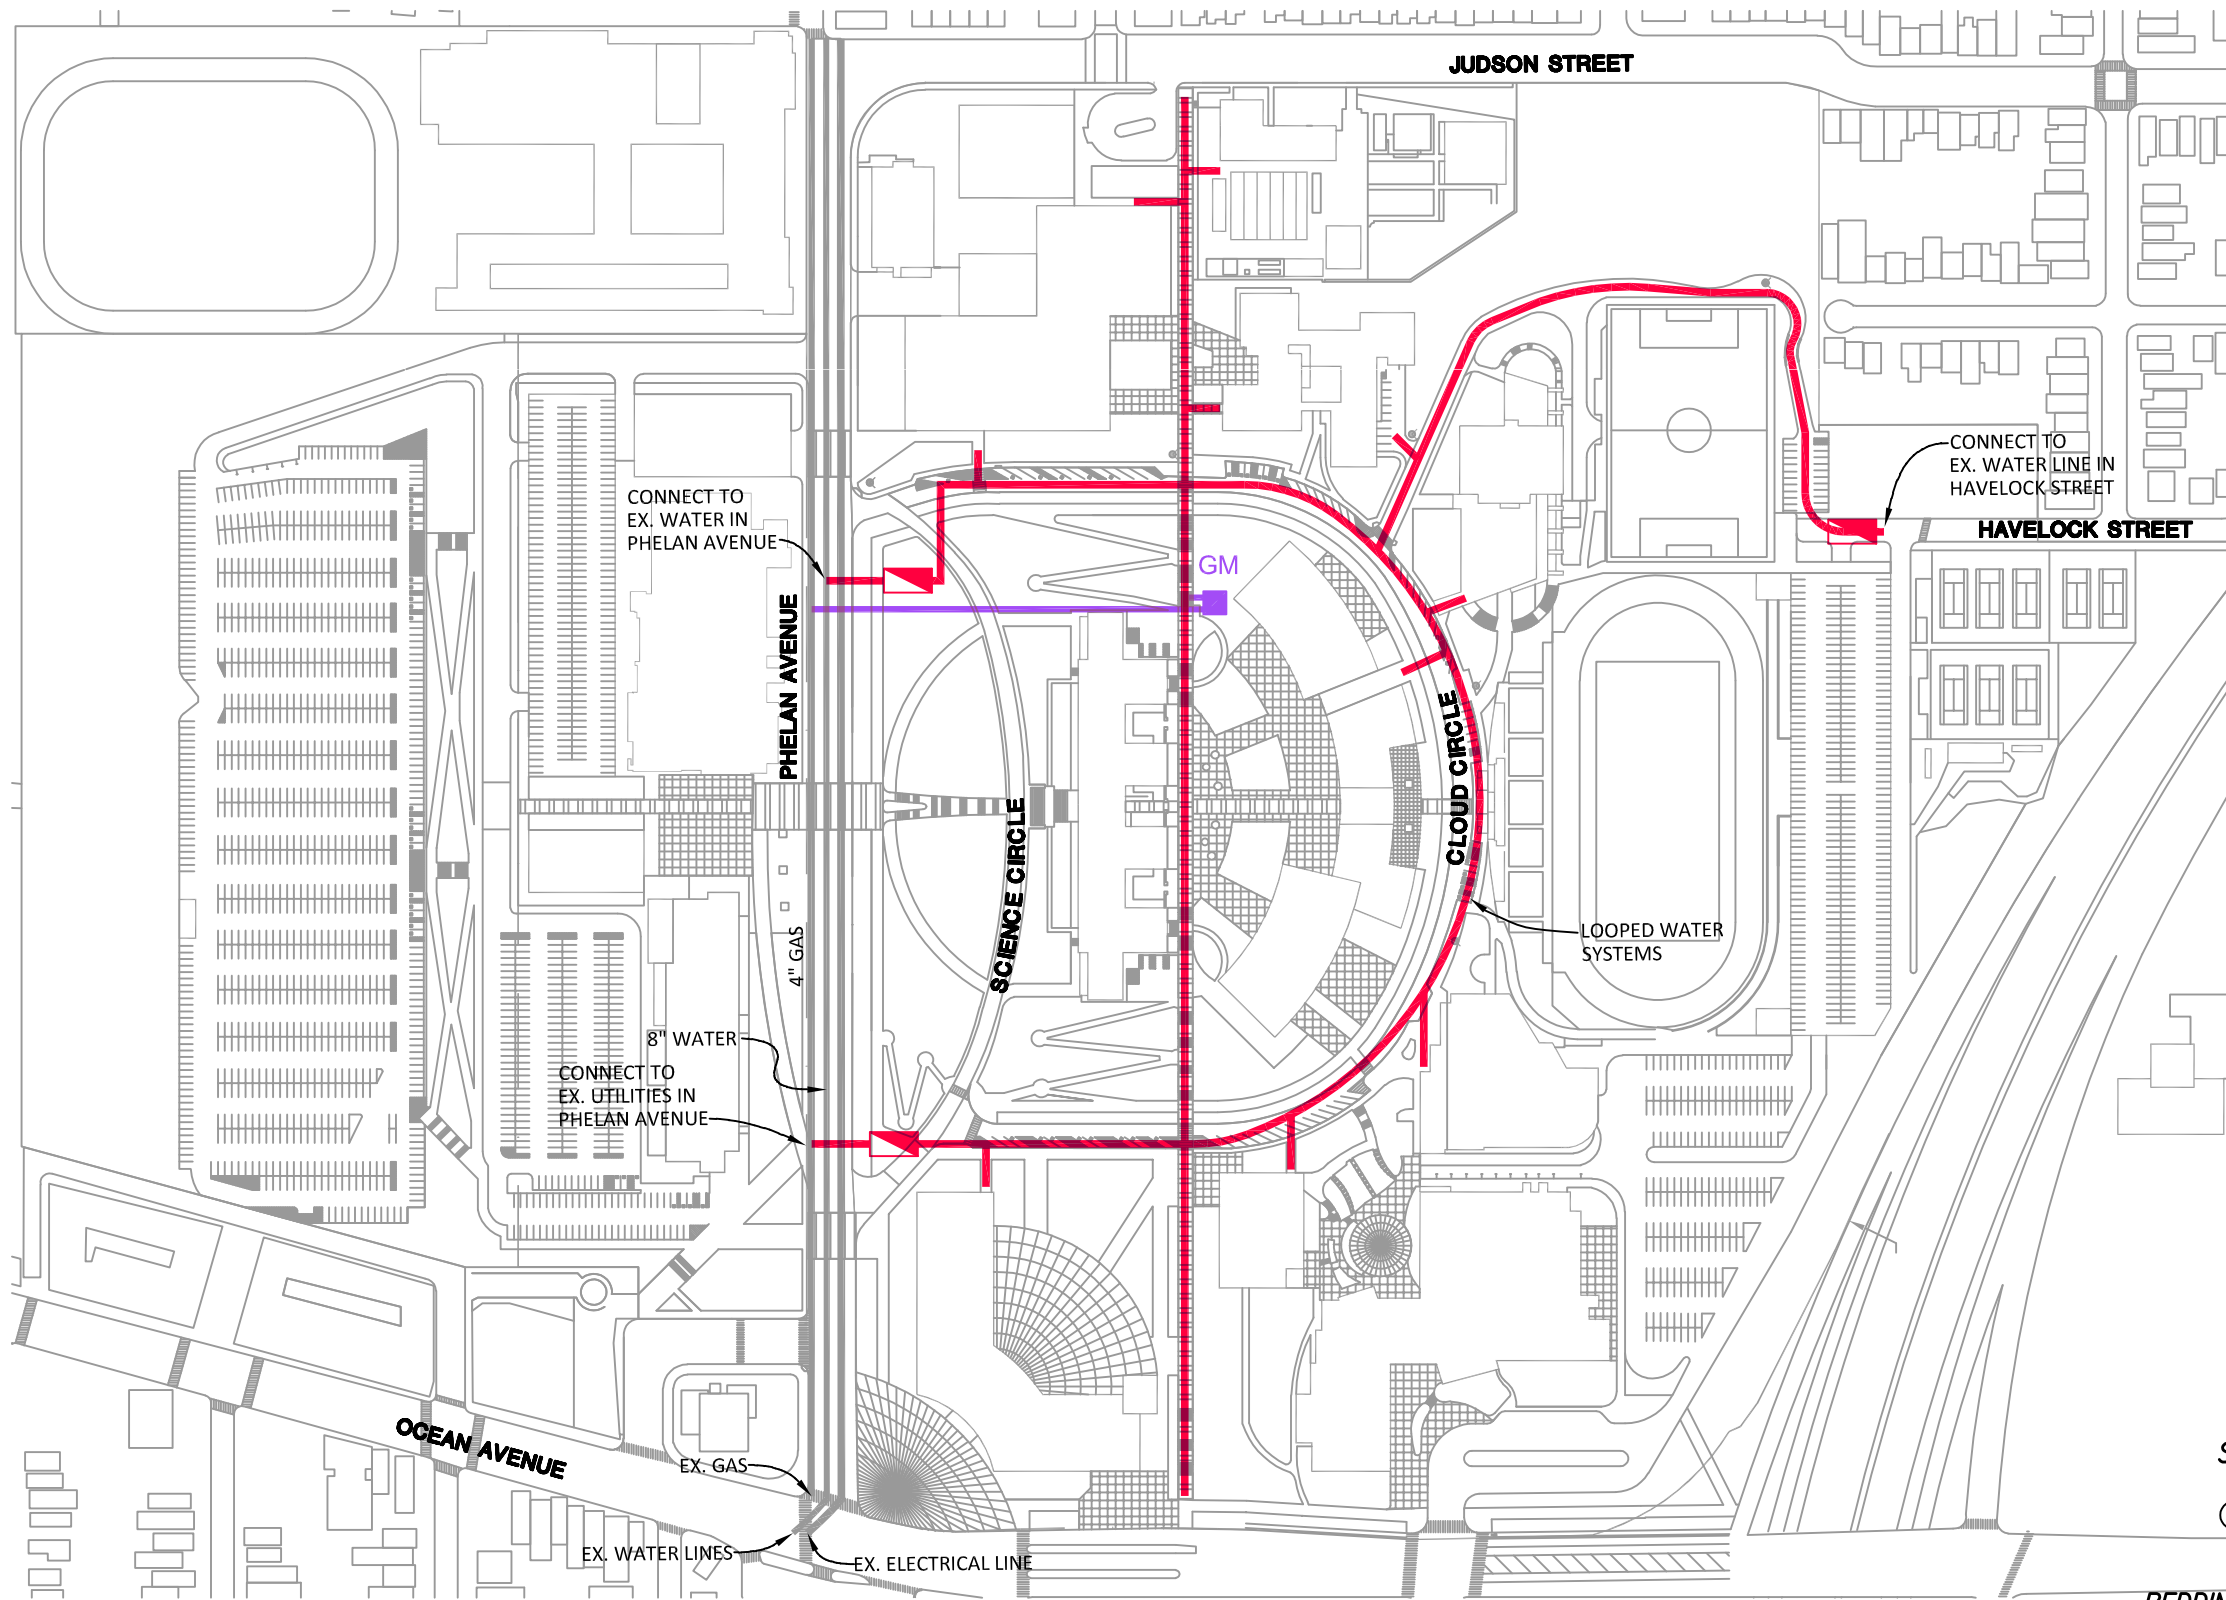 JUDSON STREET
CONNECT TO
EX. WATER LINE IN
HAVELOCK STREET
HAVELOCK STREET
CONNECT TO
EX. WATER IN
PHELAN AVENUE
GM
PHELAN AVENUE
CLOUD CIRCLE
SCIENCE CIRCLE
4" GAS
LOOPED WATER
SYSTEMS
8" WATER
CONNECT TO
EX. UTILITIES IN
PHELAN AVENUE
OCEAN AVENUE
EX. GAS
EX. WATER LINES
EX. ELECTRICAL LINE